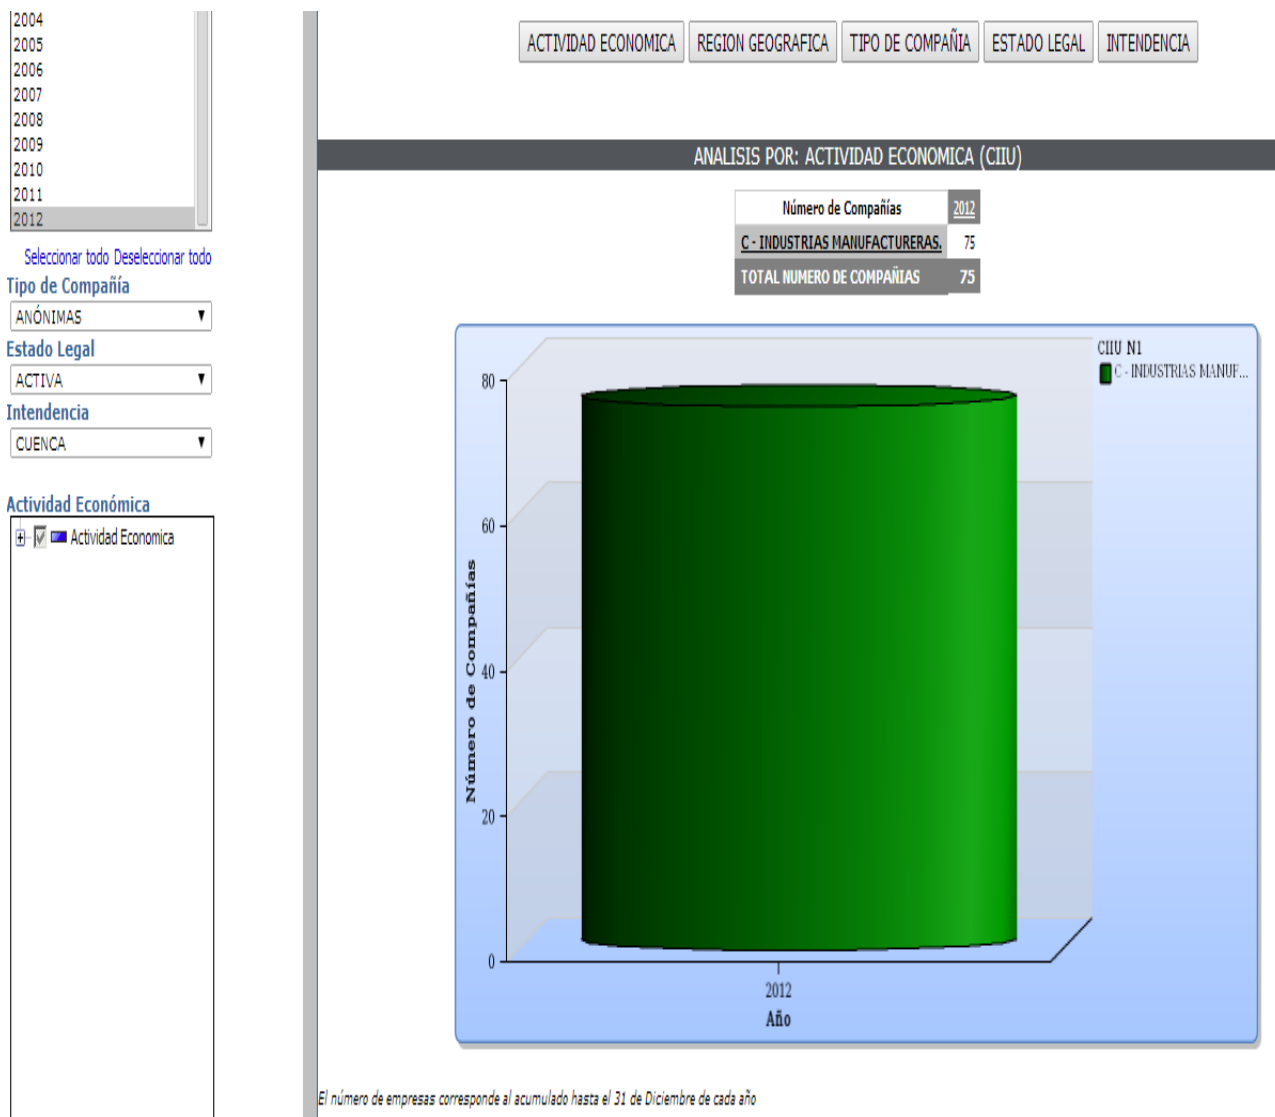 2004
2005
2006
2007
2008
2009
2010
2011
2012
Seleccionar todo Deseleccionar todo
Tipo de Compañía
ANÓNIMAS
Estado Legal
ACTIVA
Intendencia
CUENCA
Actividad Económica
Actividad Economica
ACTIVIDAD ECONOMICA REGION GEOGRAFICA TIPO DE COMPAÑIA ESTADO LEGAL INTENDENCIA
ANALISIS POR: ACTIVIDAD ECONOMICA (CIIU)
Número de Compañías 2012
C - INDUSTRIAS MANUFACTURERAS. 75
TOTAL NUMERO DE COMPAÑIAS 75
CIIU N1
C - INDUSTRIAS MANUF...
80
60
40
20
0
Número de Compañías
2012
Año
El número de empresas corresponde al acumulado hasta el 31 de Diciembre de cada año